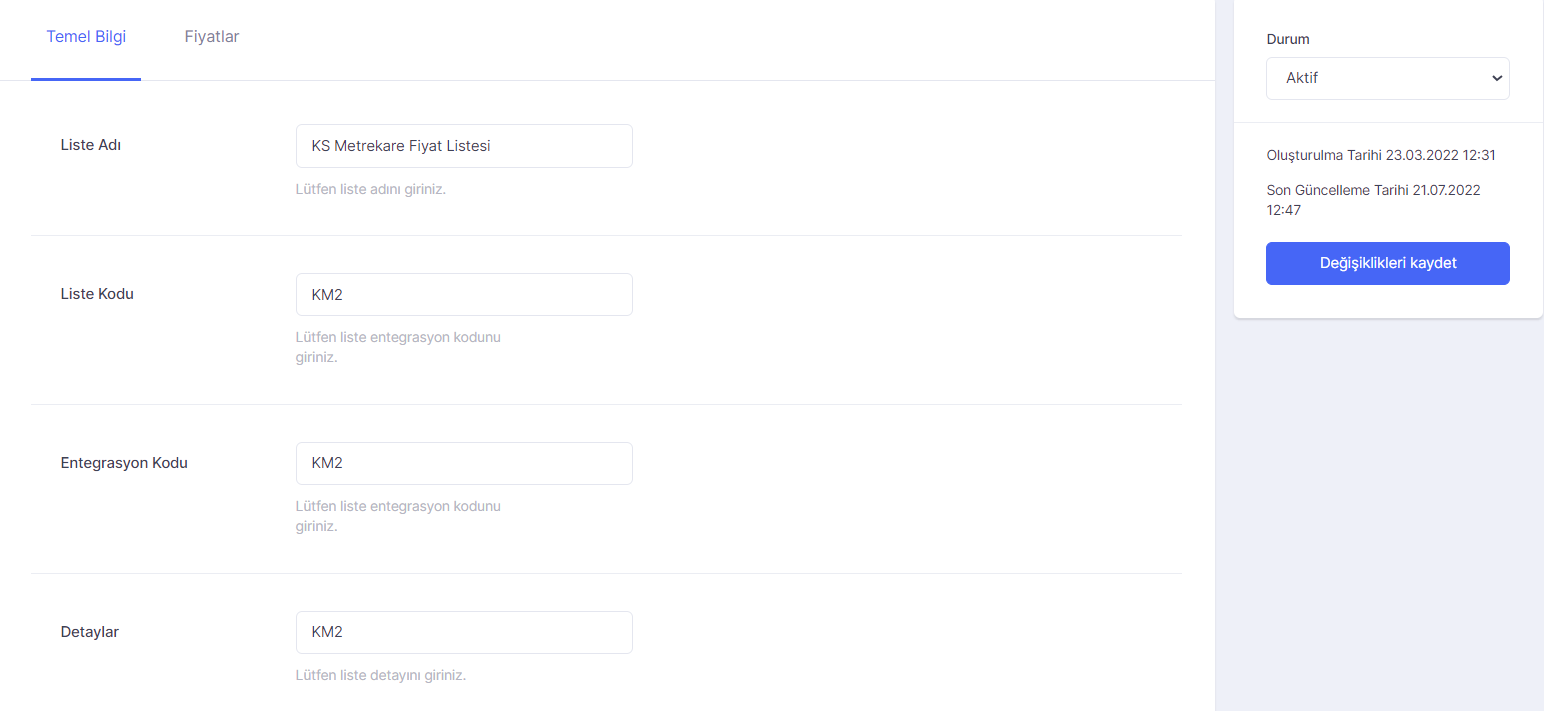 Temel Bilgi
Fiyatlar
Liste Adı
KS Metrekare Fiyat Listesi
Lütfen liste adını giriniz.
Liste Kodu
KM2
Lütfen liste entegrasyon kodunu
giriniz.
Entegrasyon Kodu
KM2
Lütfen liste entegrasyon kodunu
giriniz.
Detaylar
KM2
Lütfen liste detayını giriniz.
Durum
Aktif
Oluşturulma Tarihi 23.03.2022 12:31
Son Güncelleme Tarihi 21.07.2022
12:47
Değişiklikleri kaydet